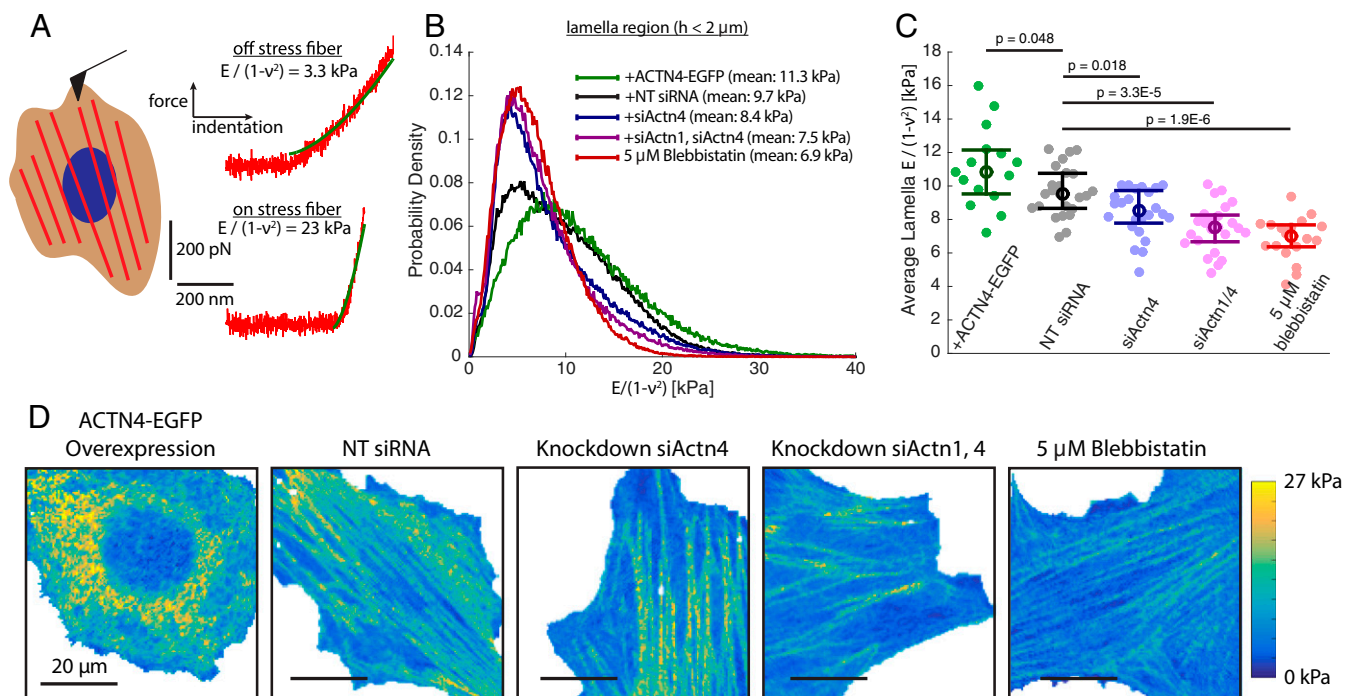 A
off stress fiber
E / (1-ν²) = 3.3 kPa
force
indentation
on stress fiber
E / (1-ν²) = 23 kPa
200 pN
200 nm
B
lamella region (h < 2 μm)
+ACTN4-EGFP (mean: 11.3 kPa)
+NT siRNA (mean: 9.7 kPa)
+siActn4 (mean: 8.4 kPa)
+siActn1, siActn4 (mean: 7.5 kPa)
5 μM Blebbistatin (mean: 6.9 kPa)
Probability Density
0.14
0.12
0.1
0.08
0.06
0.04
0.02
0
0 10 20 30 40
E/(1-ν²) [kPa]
C
p = 0.048
p = 0.018
p = 3.3E-5
p = 1.9E-6
Average Lamella E / (1-ν²) [kPa]
18
16
14
12
10
8
6
4
2
0
+ACTN4-EGFP
NT siRNA
siActn4
siActn1/4
5 μM
blebbistatin
D
ACTN4-EGFP
Overexpression
NT siRNA
Knockdown siActn4
Knockdown siActn1, 4
5 μM Blebbistatin
20 μm
27 kPa
0 kPa